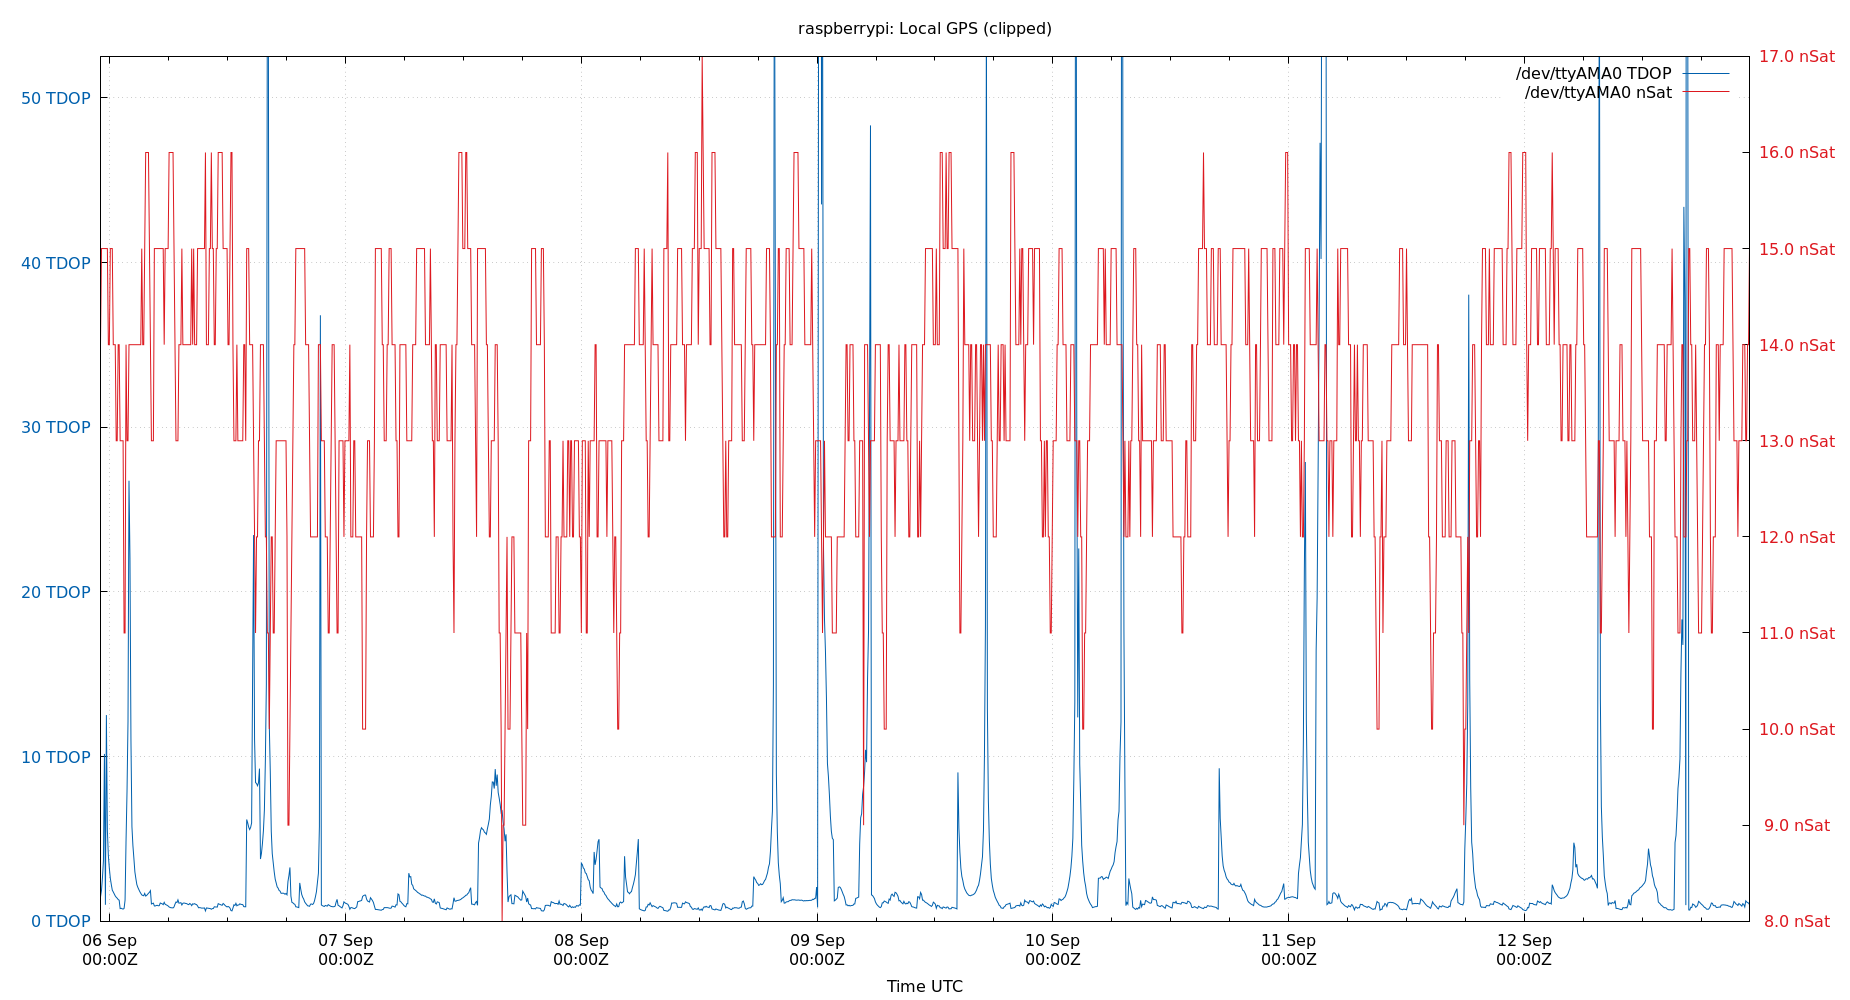 raspberrypi: Local GPS (clipped)
17.0 nSat
/dev/ttyAMA0 TDOP
/dev/ttyAMA0 nSat
50 TDOP
16.0 nSat
15.0 nSat
40 TDOP
14.0 nSat
30 TDOP
13.0 nSat
12.0 nSat
20 TDOP
11.0 nSat
10.0 nSat
10 TDOP
9.0 nSat
0 TDOP
8.0 nSat
06 Sep 07 Sep 08 Sep 09 Sep 10 Sep 11 Sep 12 Sep
00:00Z 00:00Z 00:00Z 00:00Z 00:00Z 00:00Z 00:00Z
Time UTC